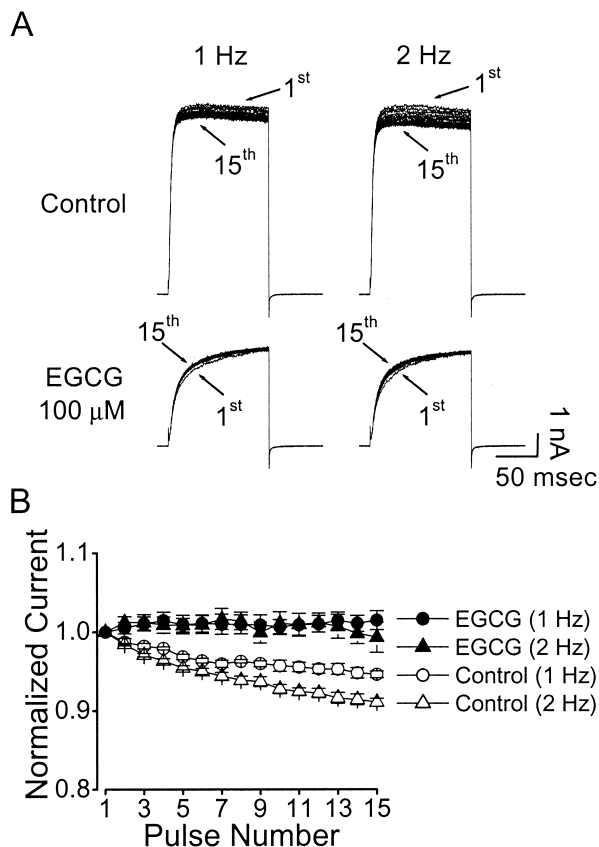 A
1 Hz 2 Hz
1st 1st
15th 15th
Control
15th 15th
EGCG
100 μM
1st 1st
1 nA
50 msec
B
Normalized Current
1.1
1.0
0.9
0.8
EGCG (1 Hz)
EGCG (2 Hz)
Control (1 Hz)
Control (2 Hz)
1 3 5 7 9 11 13 15
Pulse Number